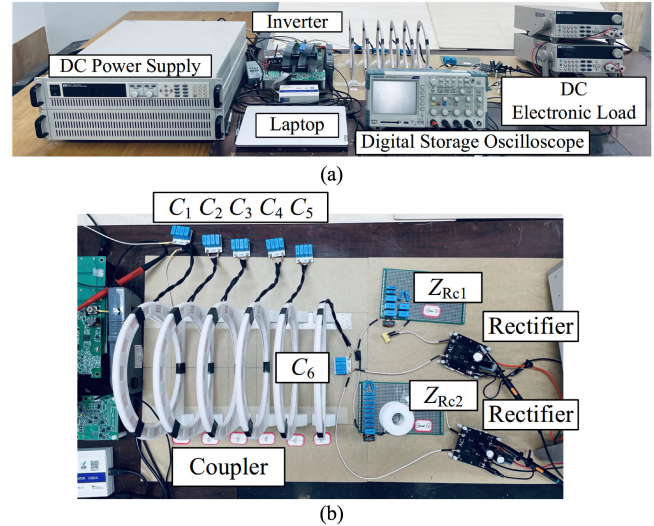 Inverter
DC Power Supply
Laptop
DC
Electronic Load
Digital Storage Oscilloscope
(a)
C1 C2 C3 C4 C5
ZRc1
Rectifier
C6
ZRc2
Rectifier
Coupler
(b)